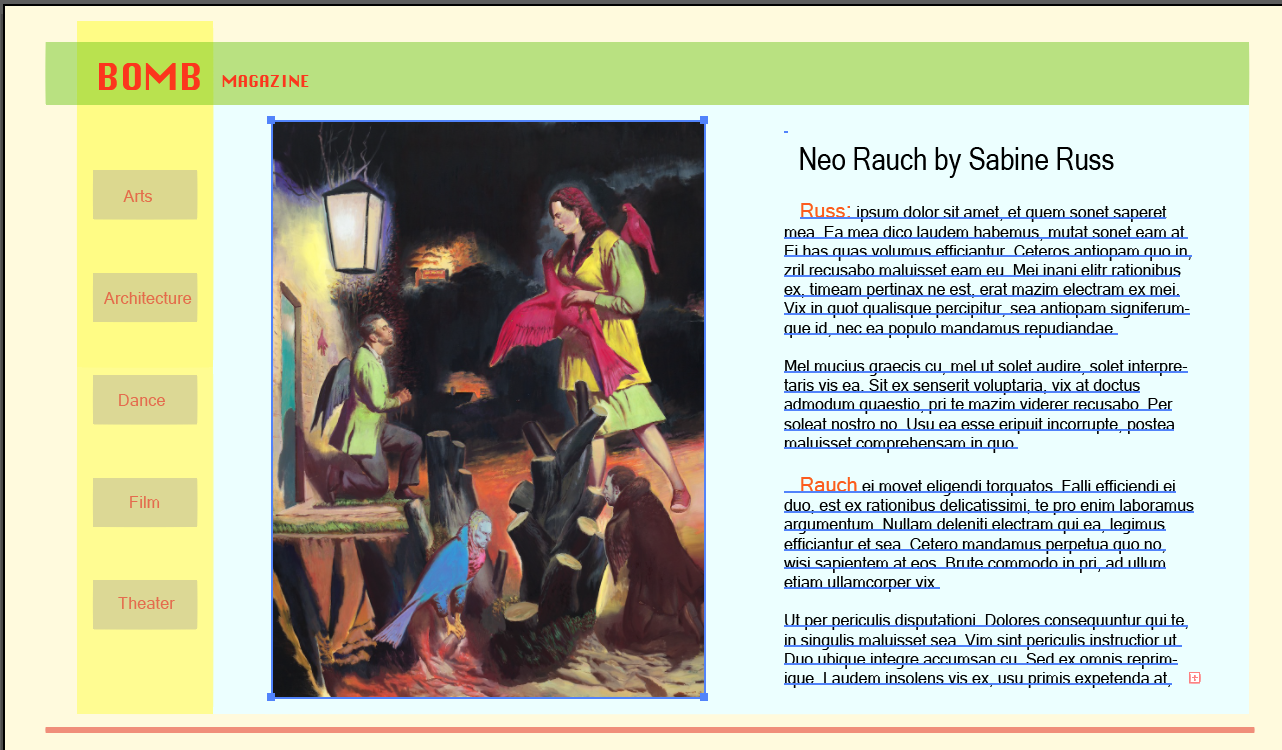 BOMB MAGAZINE
Arts
Architecture
Dance
Film
Theater
Neo Rauch by Sabine Russ
Russ: ipsum dolor sit amet, et quem sonet saperet
mea. Ea mea dico laudem habemus, mutat sonet eam at.
Ei has quas volumus efficiantur. Ceteros antiopam quo in,
zril recusabo maluisset eam eu. Mei inani elitr rationibus
ex, timeam pertinax ne est, erat mazim electram ex mei.
Vix in quot qualisque percipitur, sea antiopam signiferum-
que id, nec ea populo mandamus repudiandae.
Mel mucius graecis cu, mel ut solet audire, solet interpre-
taris vis ea. Sit ex senserit voluptaria, vix at doctus
admodum quaestio, pri te mazim viderer recusabo. Per
soleat nostro no. Usu ea esse eripuit incorrupte, postea
maluisset comprehensam in quo.
Rauch ei movet eligendi torquatos. Falli efficiendi ei
duo, est ex rationibus delicatissimi, te pro enim laboramus
argumentum. Nullam deleniti electram qui ea, legimus
efficiantur et sea. Cetero mandamus perpetua quo no,
wisi sapientem at eos. Brute commodo in pri, ad ullum
etiam ullamcorper vix.
Ut per periculis disputationi. Dolores consequuntur qui te,
in singulis maluisset sea. Vim sint periculis instructior ut.
Duo ubique integre accumsan cu. Sed ex omnis reprim-
ique. Laudem insolens vis ex, usu primis expetenda at,